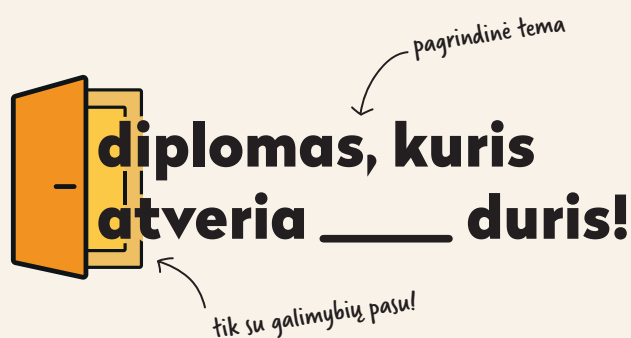 pagrindinė tema
diplomas, kuris
atveria ____ duris!
tik su galimybių pasu!